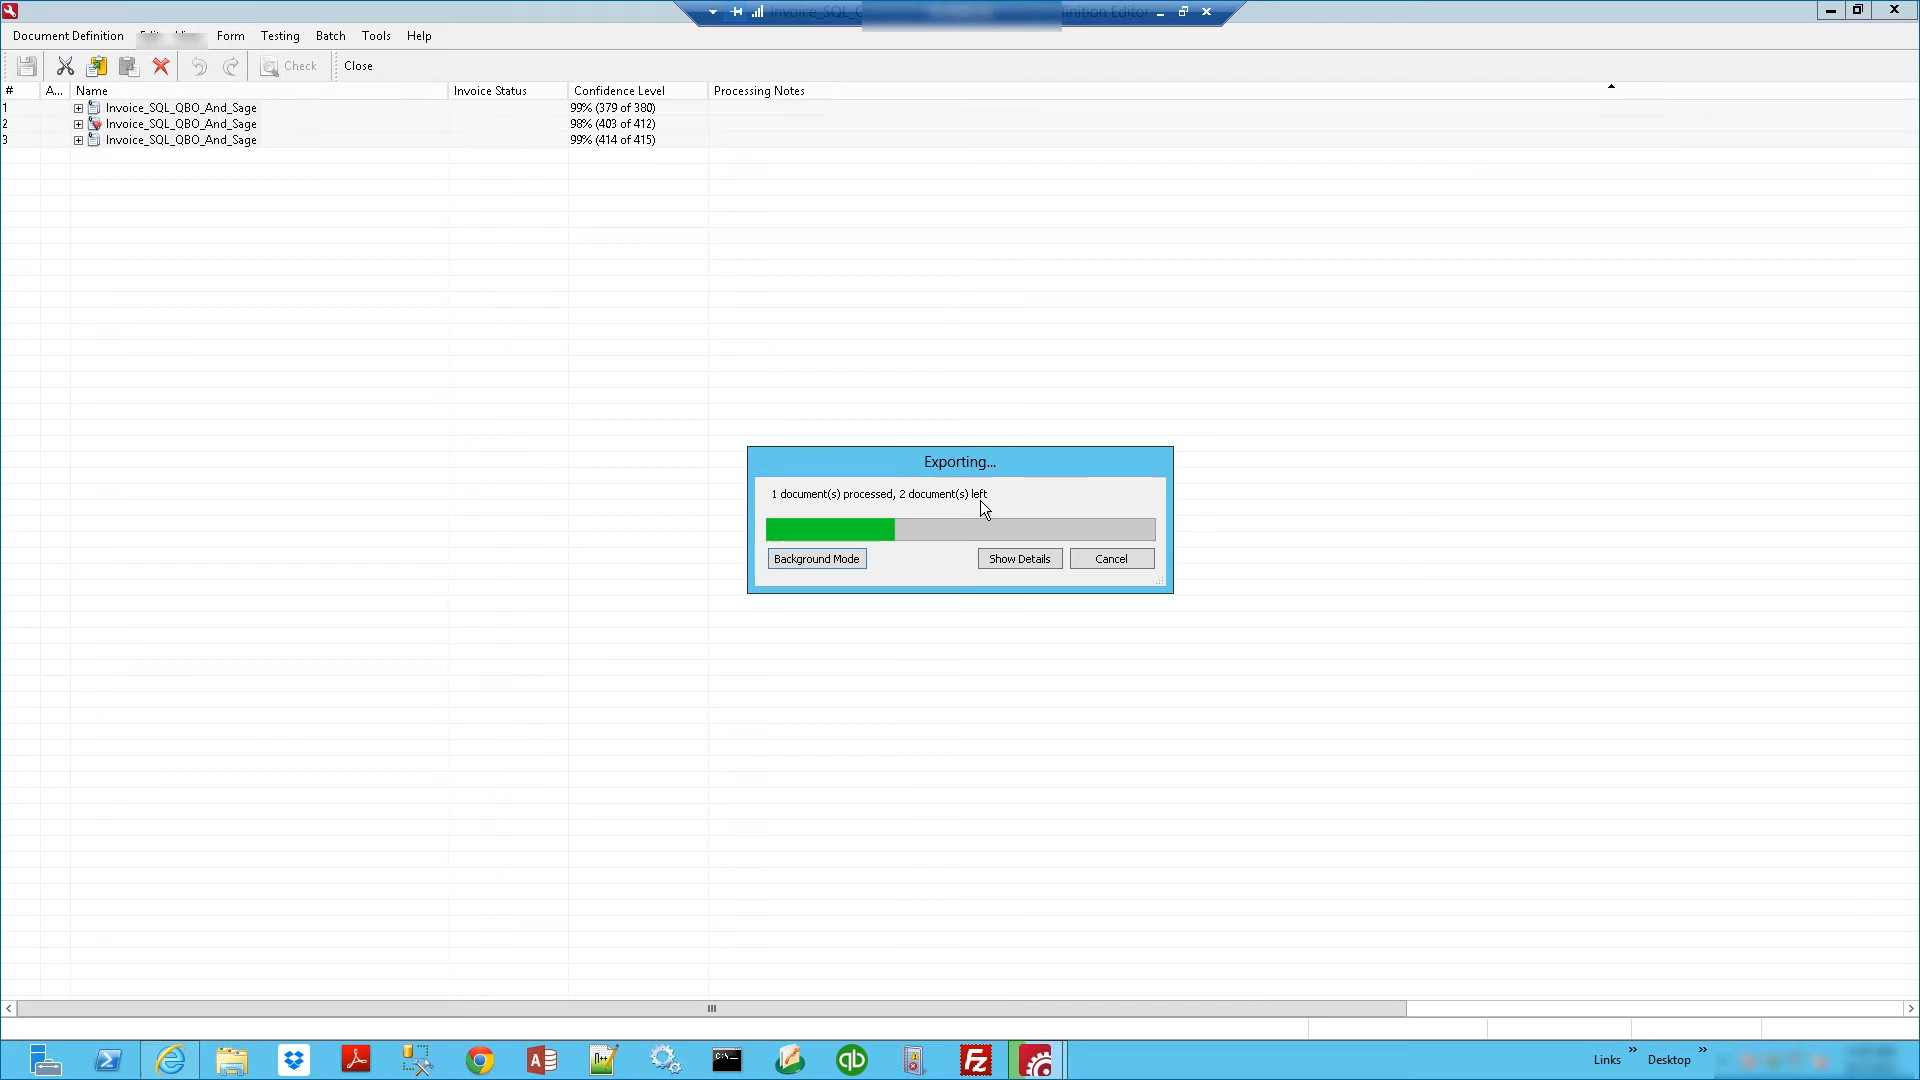 Invoice_SQL_
Document Definition Form Testing Batch Tools Help
Check Close
# A... Name Invoice Status Confidence Level Processing Notes
1 Invoice_SQL_QBO_And_Sage 99% (379 of 380)
2 Invoice_SQL_QBO_And_Sage 98% (403 of 412)
3 Invoice_SQL_QBO_And_Sage 99% (414 of 415)
Exporting...
1 document(s) processed, 2 document(s) left
Background Mode Show Details Cancel
Links » Desktop »